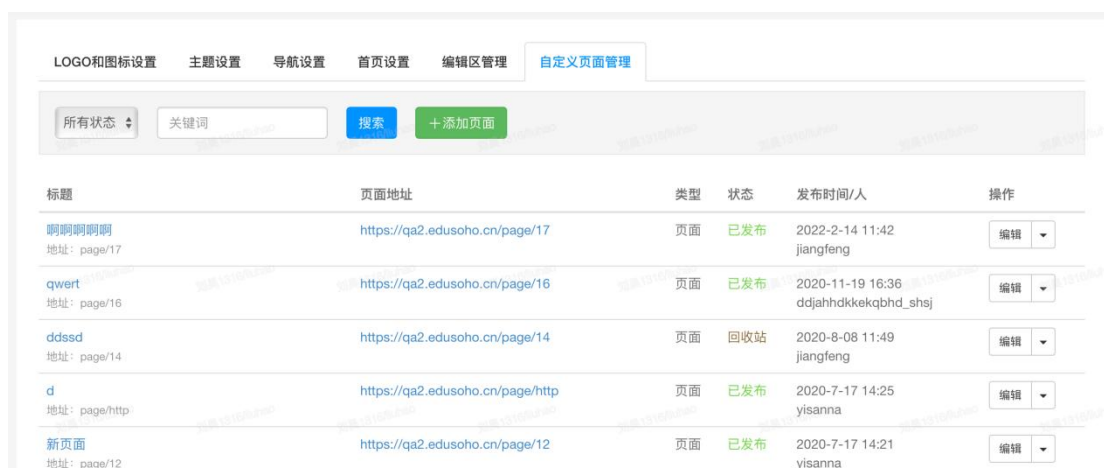 LOGO和图标设置 主题设置 导航设置 首页设置 编辑区管理 自定义页面管理
所有状态 关键词 搜索 ＋添加页面
标题 页面地址 类型 状态 发布时间/人 操作
啊啊啊啊啊 https://qa2.edusoho.cn/page/17 页面 已发布 2022-2-14 11:42 编辑
地址：page/17 jiangfeng
qwert https://qa2.edusoho.cn/page/16 页面 已发布 2020-11-19 16:36 编辑
地址：page/16 ddjahhdkkekqbhd_shsj
ddssd https://qa2.edusoho.cn/page/14 页面 回收站 2020-8-08 11:49 编辑
地址：page/14 jiangfeng
d https://qa2.edusoho.cn/page/http 页面 已发布 2020-7-17 14:25 编辑
地址：page/http yisanna
新页面 https://qa2.edusoho.cn/page/12 页面 已发布 2020-7-17 14:21 编辑
地址：page/12 yisanna